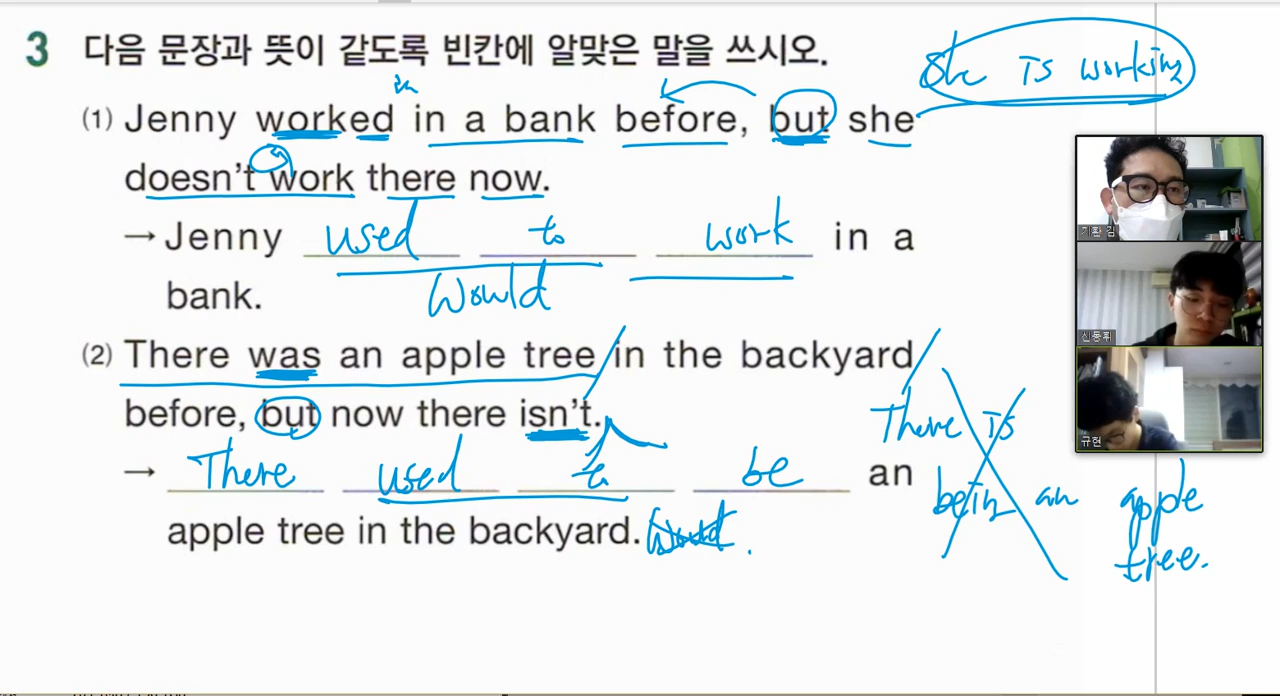 3 다음 문장과 뜻이 같도록 빈칸에 알맞은 말을 쓰시오.
She is working
(1) Jenny worked in a bank before, but she
doesn't work there now.
→ Jenny used to work in a
bank.
Would
(2) There was an apple tree in the backyard
before, but now there isn't.
→ There used to be an
apple tree in the backyard.
There is
being an apple
tree.
기환 김
신동휘
규현